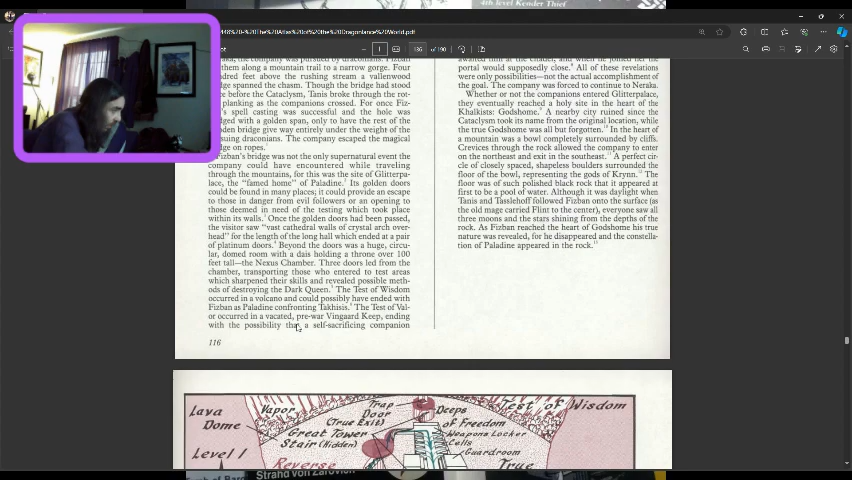 4th level Kender Thief
448 - The Atlas of the Dragonlance World.pdf
1
136
of 190
the company was pursued by draconians. Fizban
them along a mountain trail to a narrow gorge. Four
dred feet above the rushing stream a vallenwood
dge spanned the chasm. Though the bridge had stood
e before the Cataclysm, Tanis broke through the rot-
planking as the companions crossed. For once Fiz-
's spell casting was successful and the hole was
dged with a golden span, only to have the rest of the
oden bridge give way entirely under the weight of the
suing draconians. The company escaped the magical
dge on ropes.
Fizban's bridge was not the only supernatural event the
company could have encountered while traveling
through the mountains, for this was the site of Glitterpa-
lace, the "famed home" of Paladine. Its golden doors
could be found in many places; it could provide an escape
to those in danger from evil followers or an opening to
those deemed in need of the testing which took place
within its walls. Once the golden doors had been passed,
the visitor saw "vast cathedral walls of crystal arch over-
head" for the length of the long hall which ended at a pair
of platinum doors. Beyond the doors was a huge, circu-
lar, domed room with a dais holding a throne over 100
feet tall—the Nexus Chamber. Three doors led from the
chamber, transporting those who entered to test areas
which sharpened their skills and revealed possible meth-
ods of destroying the Dark Queen. The Test of Wisdom
occurred in a volcano and could possibly have ended with
Fizban as Paladine confronting Takhisis. The Test of Val-
or occurred in a vacated, pre-war Vingaard Keep, ending
with the possibility that a self-sacrificing companion
116
portal would supposedly close. All of these revelations
were only possibilities—not the actual accomplishment of
the goal. The company was forced to continue to Neraka.
Whether or not the companions entered Glitterpalace,
they eventually reached a holy site in the heart of the
Khalkists: Godshome. A nearby city ruined since the
Cataclysm took its name from the original location, while
the true Godshome was all but forgotten. In the heart of
a mountain was a bowl completely surrounded by cliffs.
Crevices through the rock allowed the company to enter
on the northeast and exit in the southeast. A perfect cir-
cle of closely spaced, shapeless boulders surrounded the
floor of the bowl, representing the gods of Krynn. The
floor was of such polished black rock that it appeared at
first to be a pool of water. Although it was daylight when
Tanis and Tasslehoff followed Fizban onto the surface (as
the old mage carried Flint to the center), everyone saw all
three moons and the stars shining from the depths of the
rock. As Fizban reached the heart of Godshome his true
nature was revealed, for he disappeared and the constella-
tion of Paladine appeared in the rock.
Lava
Dome
Vapor
Trap
Door
(True Exit)
Deeps
of Freedom
Test of Wisdom
Great Tower
Stair (Hidden)
Weapons Locker
Cells
Guardroom
Level 1
Reverse
True
Strand von Zarovich